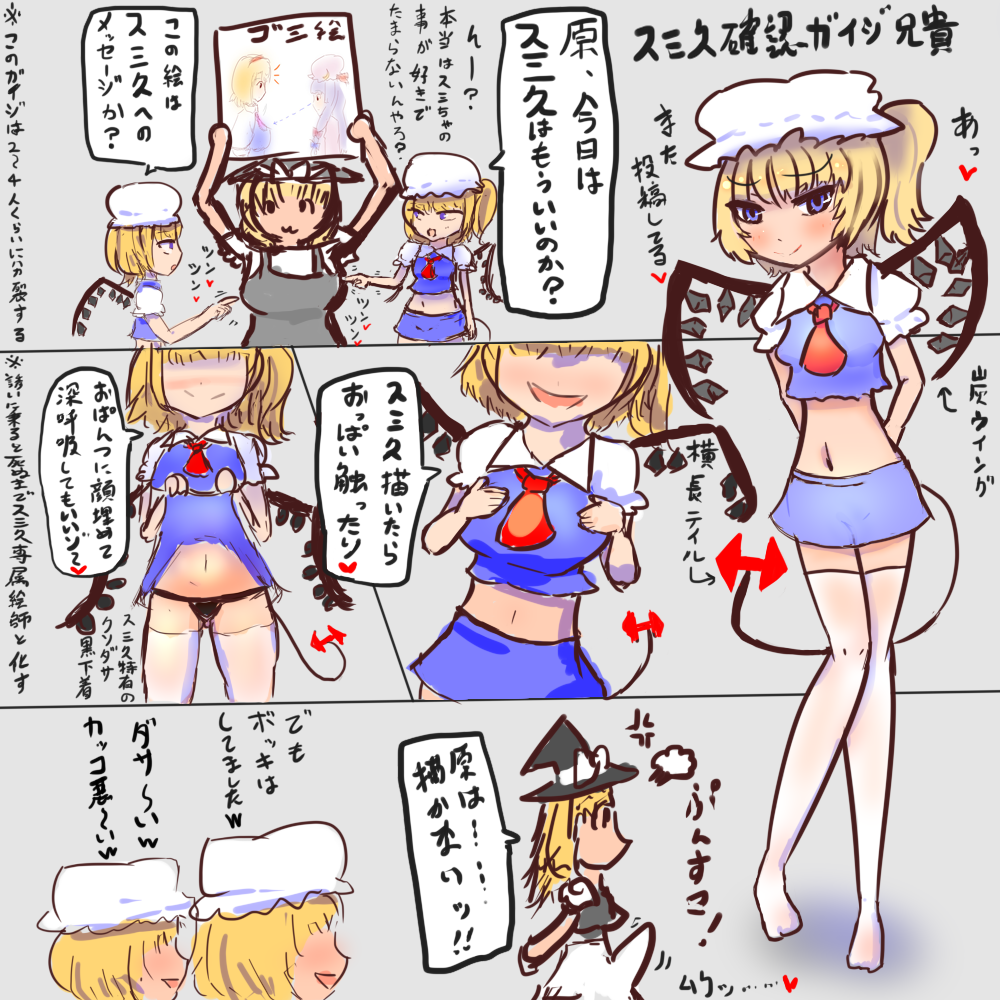 スミ久確認ガイジ兄貴
あっ♥
また
投稿してる♥
炭ウィング
横長テイル
原、今日は
スミ久はもういいのか?
んー?
本当はスミちゃの
事が好きで
たまらないんやろ?
ゴミ絵
この絵は
スミ久への
メッセージか?
ツン♥
ツン♥
ツン♥
ツン♥
※このガイジは2~4人くらいに分裂する
スミ久描いたら
おっぱい触ったり♥
おぱんつに顔埋めて
深呼吸してもいいゾ~♥
スミ久特有の
クソダサ
黒下着
※誘いに乗ると死ぬまでスミ久専属絵師と化す
原は……
描かないッ!!
ぷんすこ!
ムワッ…♥
でも
ボッキは
してましたw
ダサ~いw
カッコ悪~いw